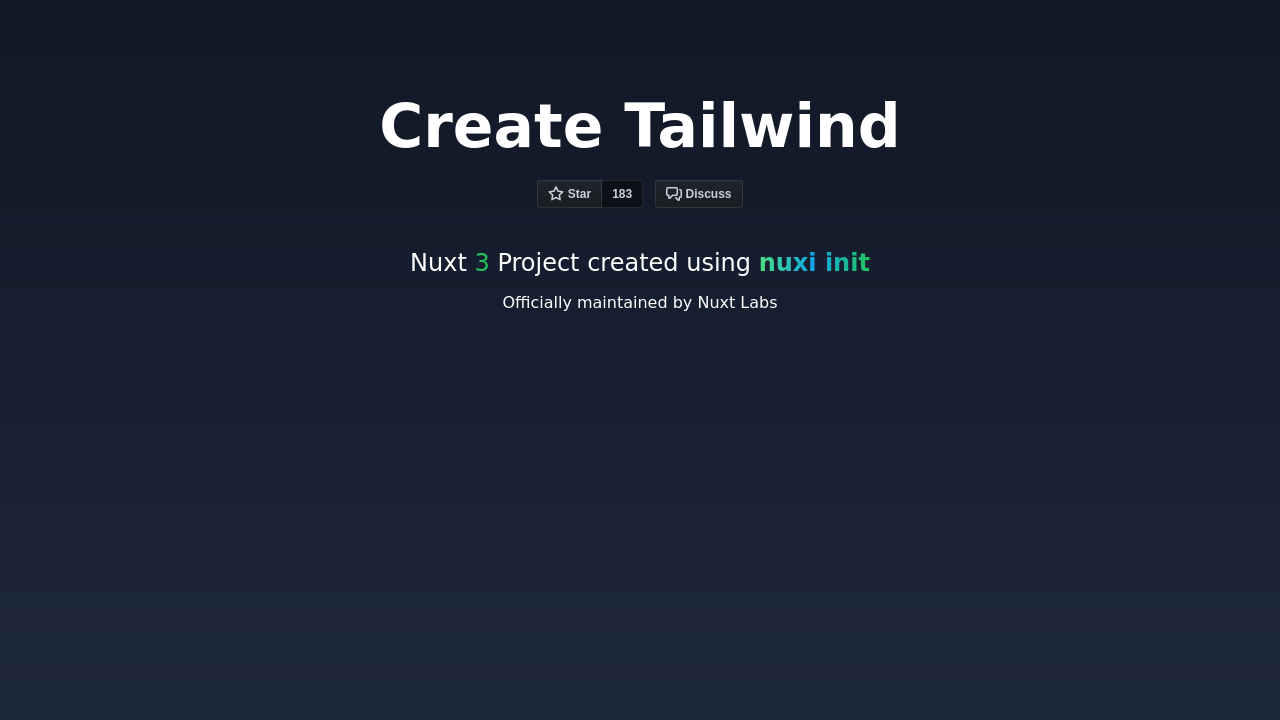 Create Tailwind
Star 183 Discuss
Nuxt 3 Project created using nuxi init
Officially maintained by Nuxt Labs